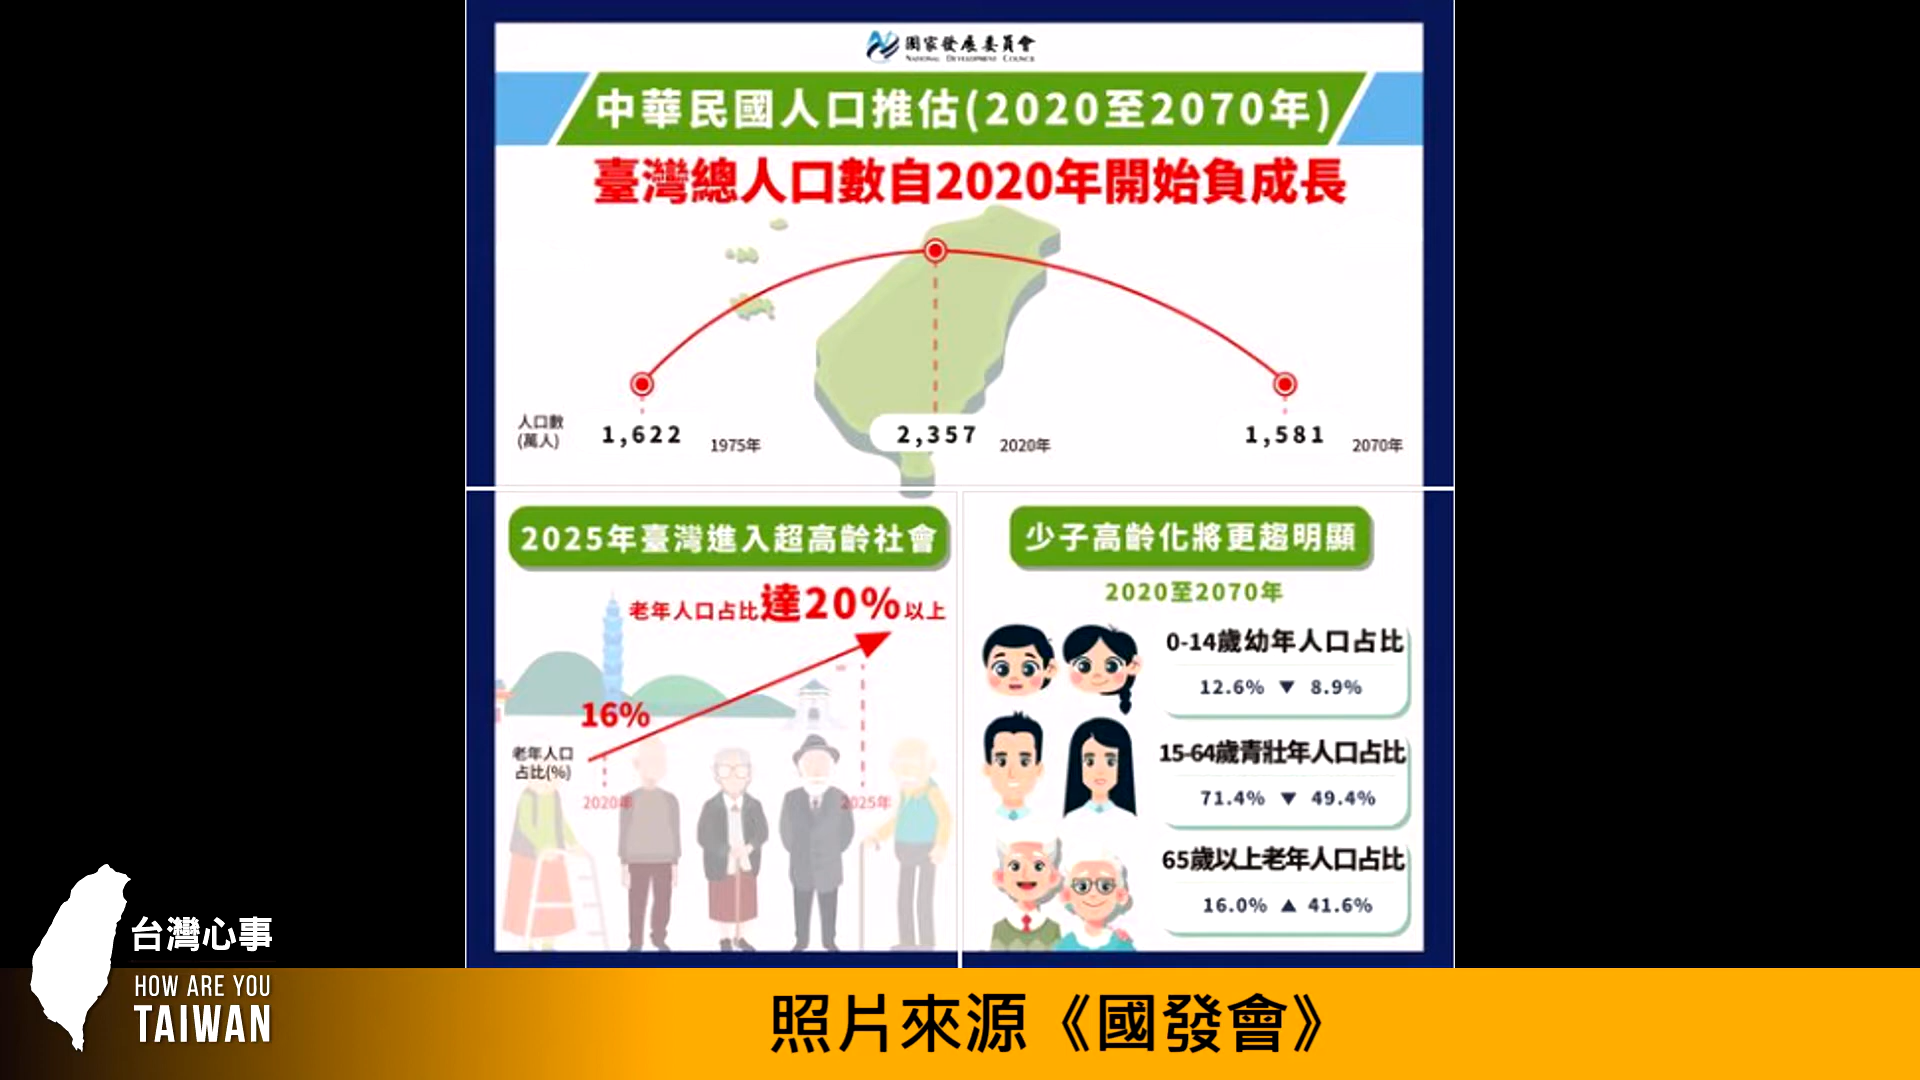 國家發展委員會
NATIONAL DEVELOPMENT COUNCIL
中華民國人口推估(2020至2070年)
臺灣總人口數自2020年開始負成長
人口數
(萬人)
1,622 1975年
2,357 2020年
1,581 2070年
2025年臺灣進入超高齡社會
老年人口占比達20%以上
16%
老年人口
占比(%)
2020年
2025年
少子高齡化將更趨明顯
2020至2070年
0-14歲幼年人口占比
12.6% ▼ 8.9%
15-64歲青壯年人口占比
71.4% ▼ 49.4%
65歲以上老年人口占比
16.0% ▲ 41.6%
台灣心事
HOW ARE YOU
TAIWAN
照片來源《國發會》